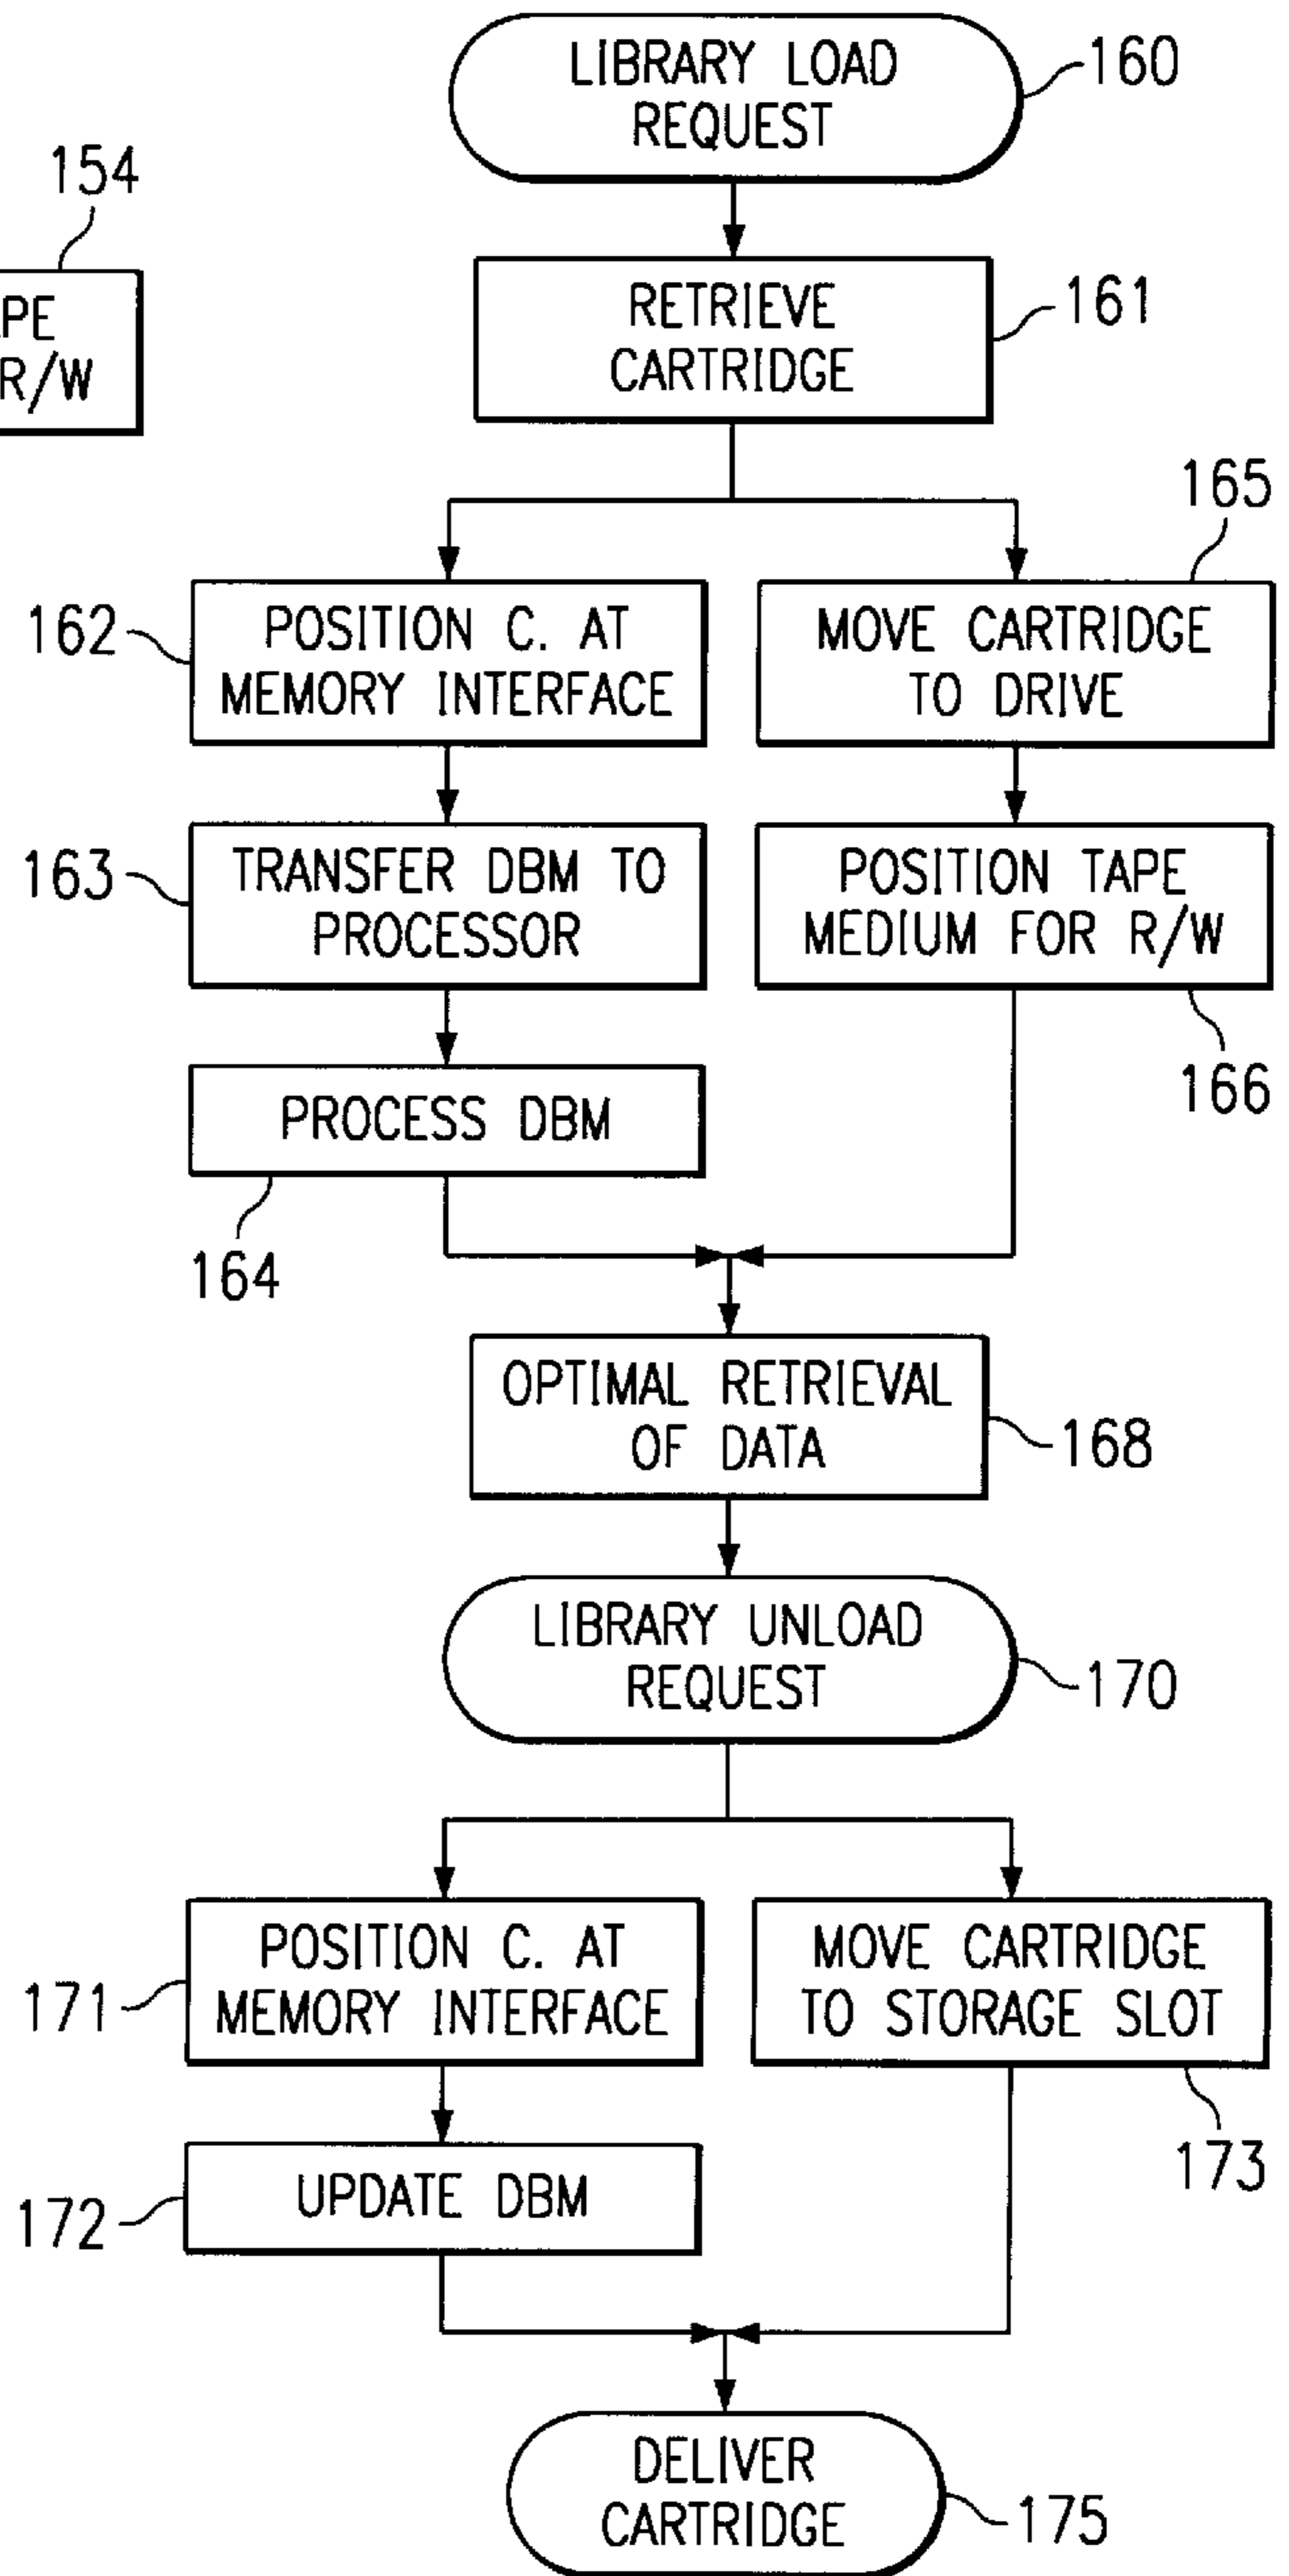 LIBRARY LOAD
REQUEST
160
154
PE
R/W
RETRIEVE
CARTRIDGE
161
165
162
POSITION C. AT
MEMORY INTERFACE
MOVE CARTRIDGE
TO DRIVE
163
TRANSFER DBM TO
PROCESSOR
POSITION TAPE
MEDIUM FOR R/W
166
PROCESS DBM
164
OPTIMAL RETRIEVAL
OF DATA
168
LIBRARY UNLOAD
REQUEST
170
171
POSITION C. AT
MEMORY INTERFACE
MOVE CARTRIDGE
TO STORAGE SLOT
173
172
UPDATE DBM
DELIVER
CARTRIDGE
175